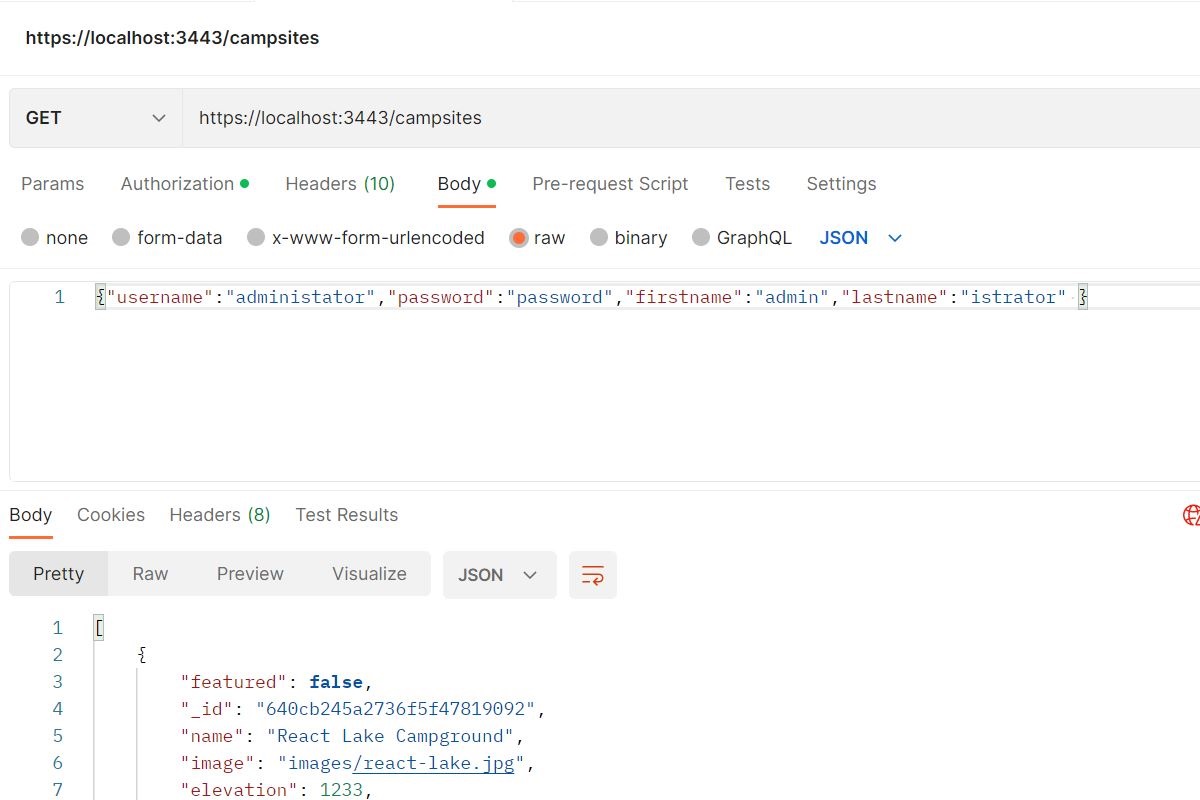 https://localhost:3443/campsites
GET https://localhost:3443/campsites
Params Authorization Headers (10) Body Pre-request Script Tests Settings
none form-data x-www-form-urlencoded raw binary GraphQL JSON
1 {"username":"administator","password":"password","firstname":"admin","lastname":"istrator" }
Body Cookies Headers (8) Test Results
Pretty Raw Preview Visualize JSON
1 [
2 {
3 "featured": false,
4 "_id": "640cb245a2736f5f47819092",
5 "name": "React Lake Campground",
6 "image": "images/react-lake.jpg",
7 "elevation": 1233,